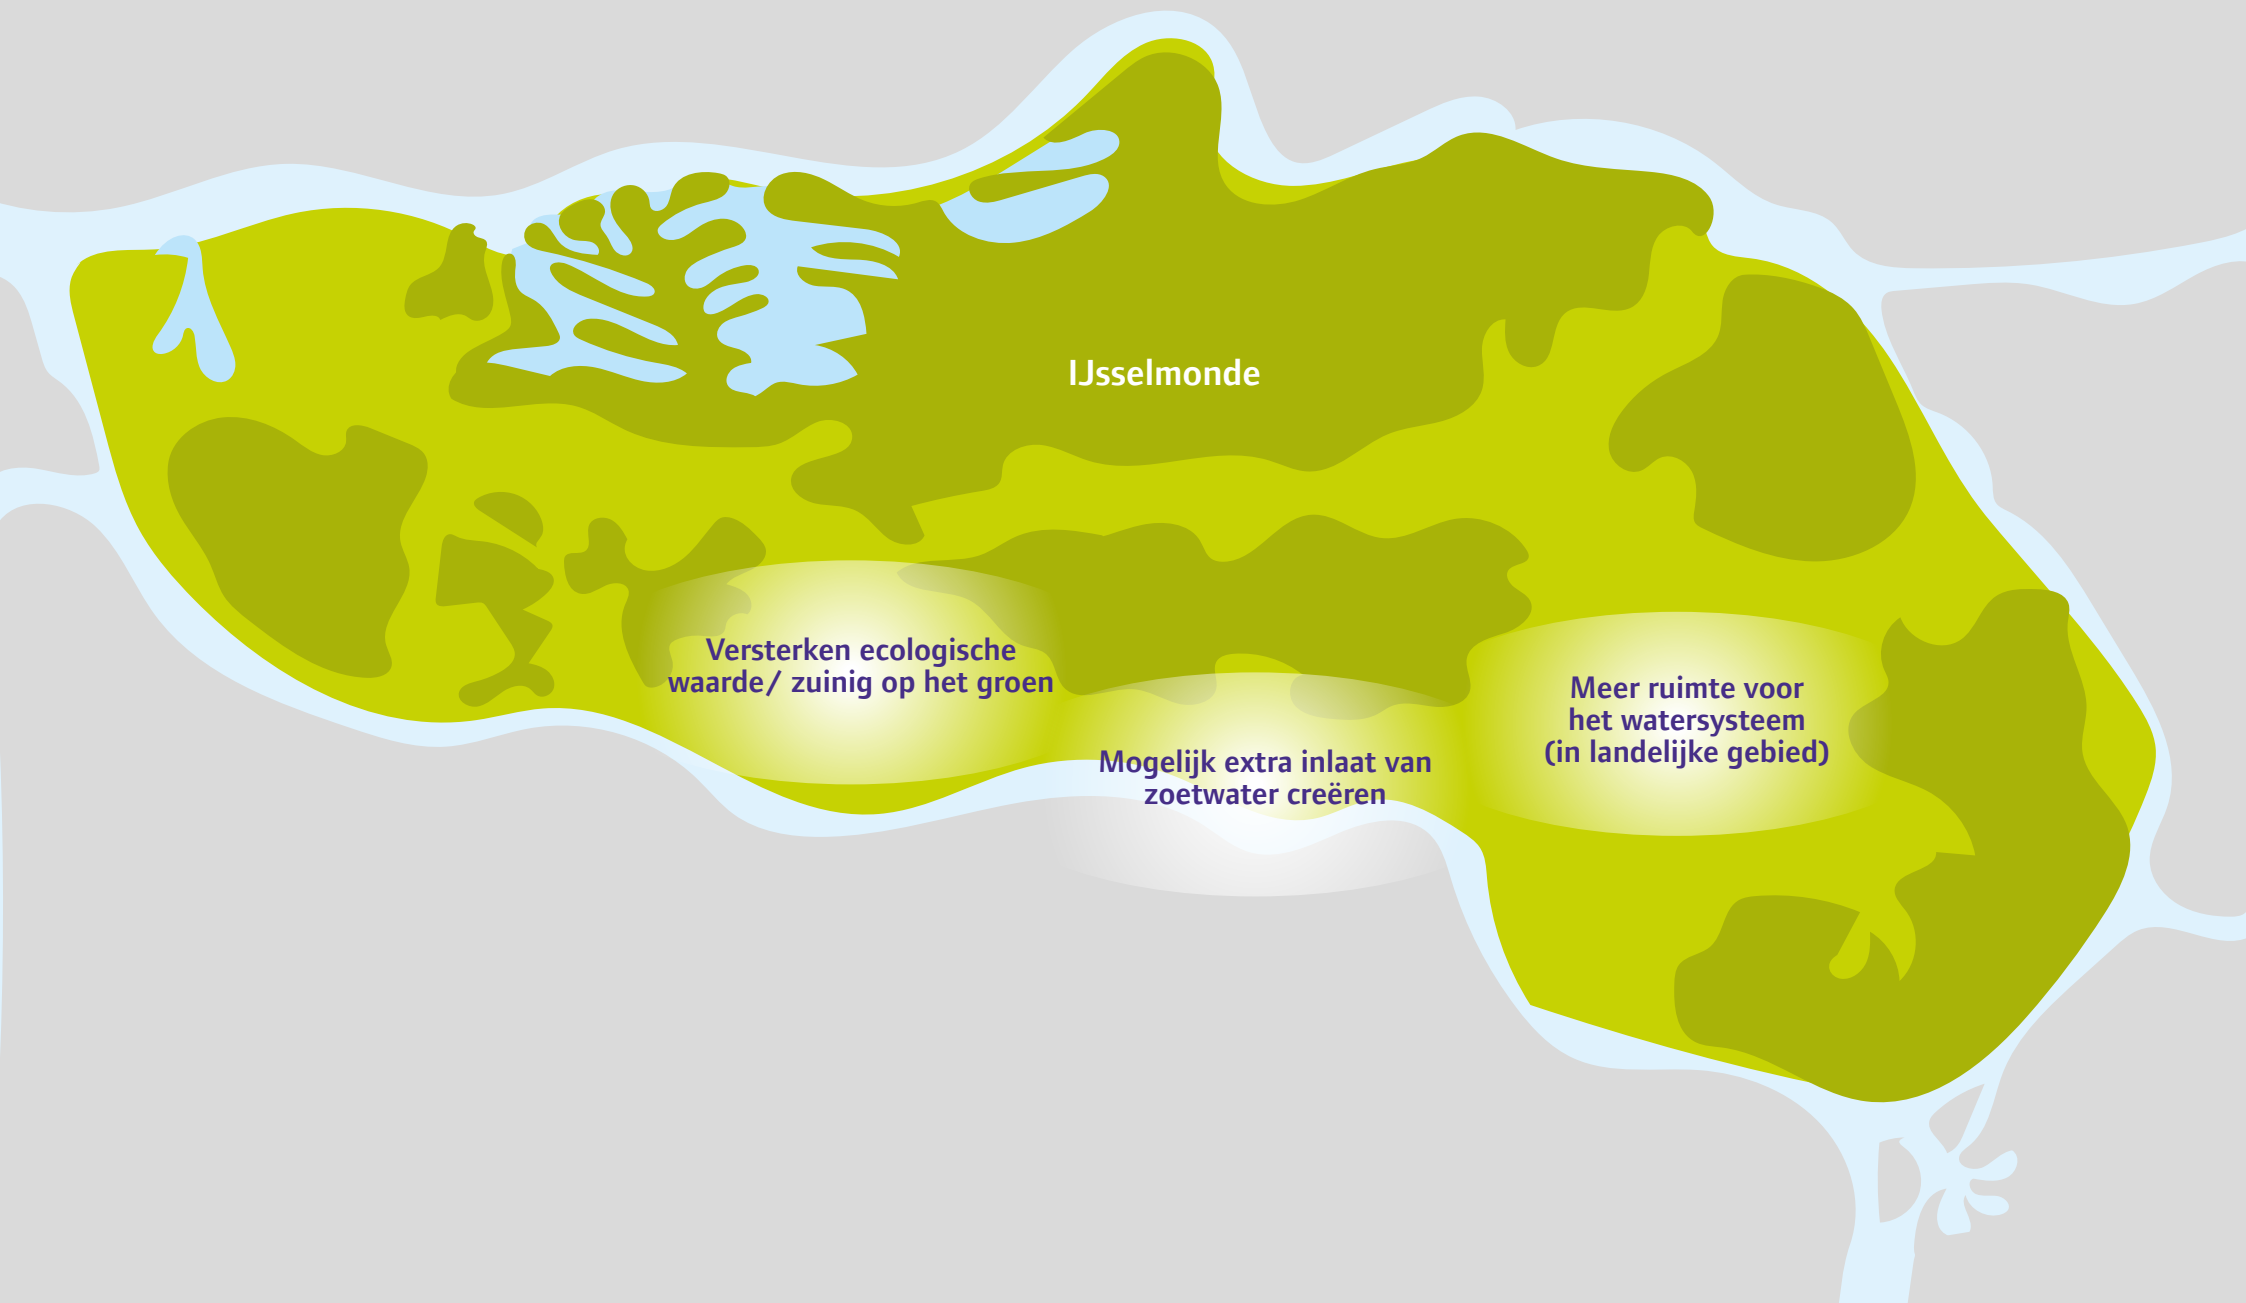 IJsselmonde
Versterken ecologische
waarde/ zuinig op het groen
Mogelijk extra inlaat van
zoetwater creëren
Meer ruimte voor
het watersysteem
(in landelijke gebied)